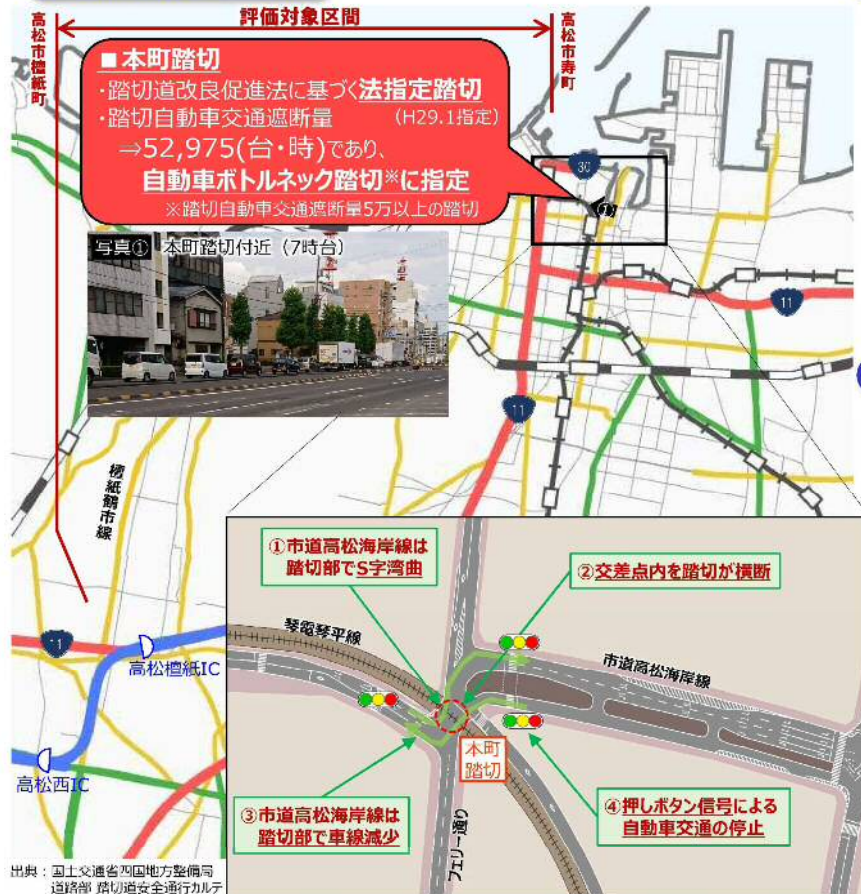 評価対象区間
高松市檀紙町
高松市寿町
■本町踏切
・踏切道改良促進法に基づく法指定踏切
・踏切自動車交通遮断量 (H29.1指定)
⇒52,975(台・時)であり、
自動車ボトルネック踏切※に指定
※踏切自動車交通遮断量5万以上の踏切
写真① 本町踏切付近（7時台）
30
①
11
11
檀紙鶴市線
11
高松檀紙IC
高松西IC
①市道高松海岸線は
踏切部でS字湾曲
②交差点内を踏切が横断
琴電琴平線
市道高松海岸線
本町
踏切
③市道高松海岸線は
踏切部で車線減少
フェリー通り
④押しボタン信号による
自動車交通の停止
出典：国土交通省四国地方整備局
道路部 踏切道安全通行カルテ